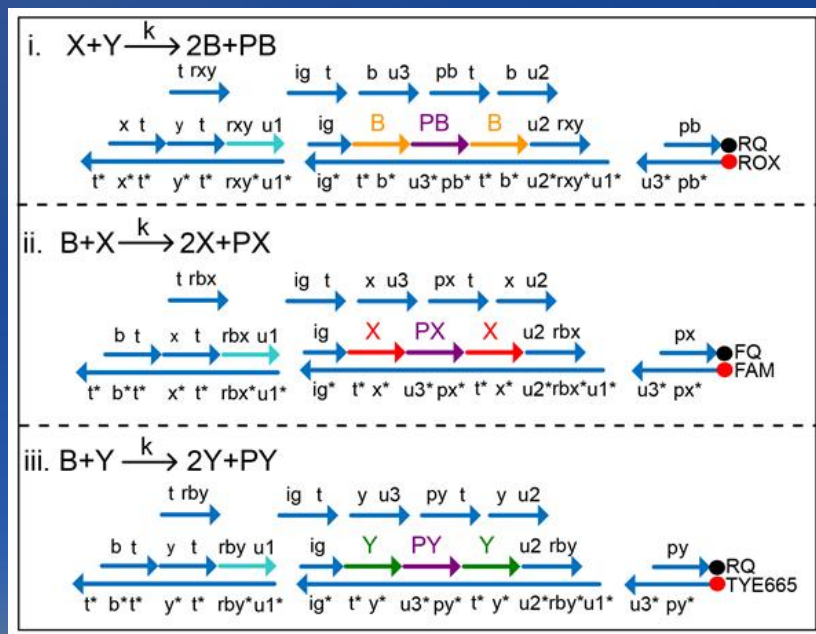 i. X+Y k→ 2B+PB
t rxy ig t b u3 pb t b u2
x t y t rxy u1 ig B PB B u2 rxy pb RQ
ROX
t* x* t* y* t* rxy*u1* ig* t* b* u3* pb* t* b* u2*rxy*u1* u3* pb*
ii. B+X k→ 2X+PX
t rbx ig t x u3 px t x u2
b t x t rbx u1 ig X PX X u2 rbx px FQ
FAM
t* b*t* x* t* rbx*u1* ig* t* x* u3* px* t* x* u2*rbx*u1* u3* px*
iii. B+Y k→ 2Y+PY
t rby ig t y u3 py t y u2
b t y t rby u1 ig Y PY Y u2 rby py RQ
TYE665
t* b*t* y* t* rby*u1* ig* t* y* u3* py* t* y* u2*rby*u1* u3* py*